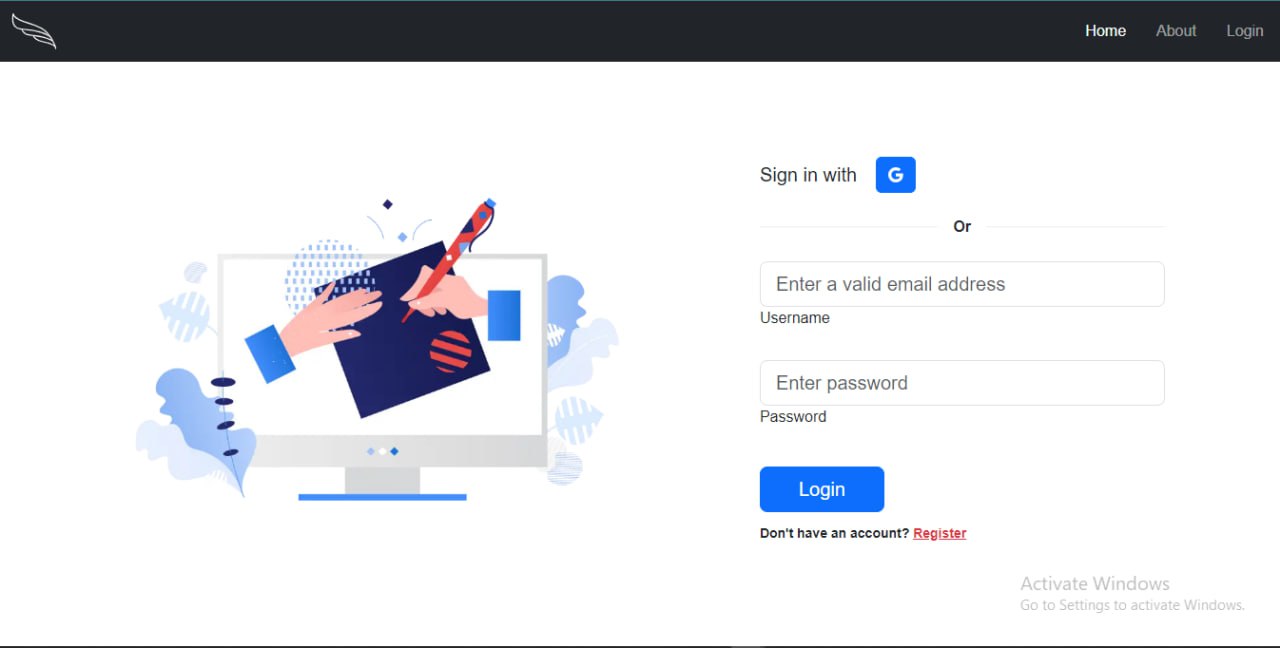 Home About Login
Sign in with G
Or
Enter a valid email address
Username
Enter password
Password
Login
Don't have an account? Register
Activate Windows
Go to Settings to activate Windows.